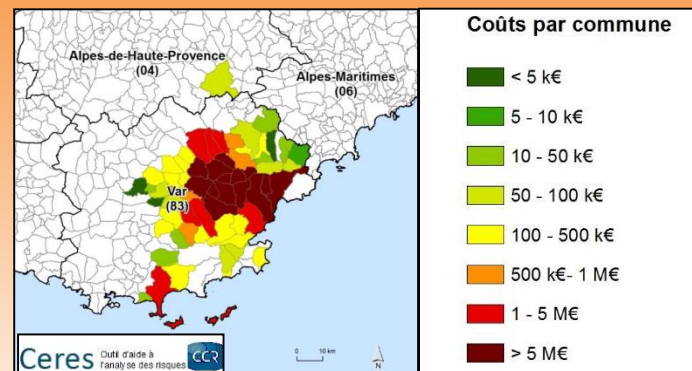 Alpes-de-Haute-Provence
(04)
Alpes-Maritimes
(06)
Var
(83)
Ceres Outil d'aide à
l'analyse des risques CCR
0 10 km
N
Coûts par commune
< 5 k€
5 - 10 k€
10 - 50 k€
50 - 100 k€
100 - 500 k€
500 k€- 1 M€
1 - 5 M€
> 5 M€